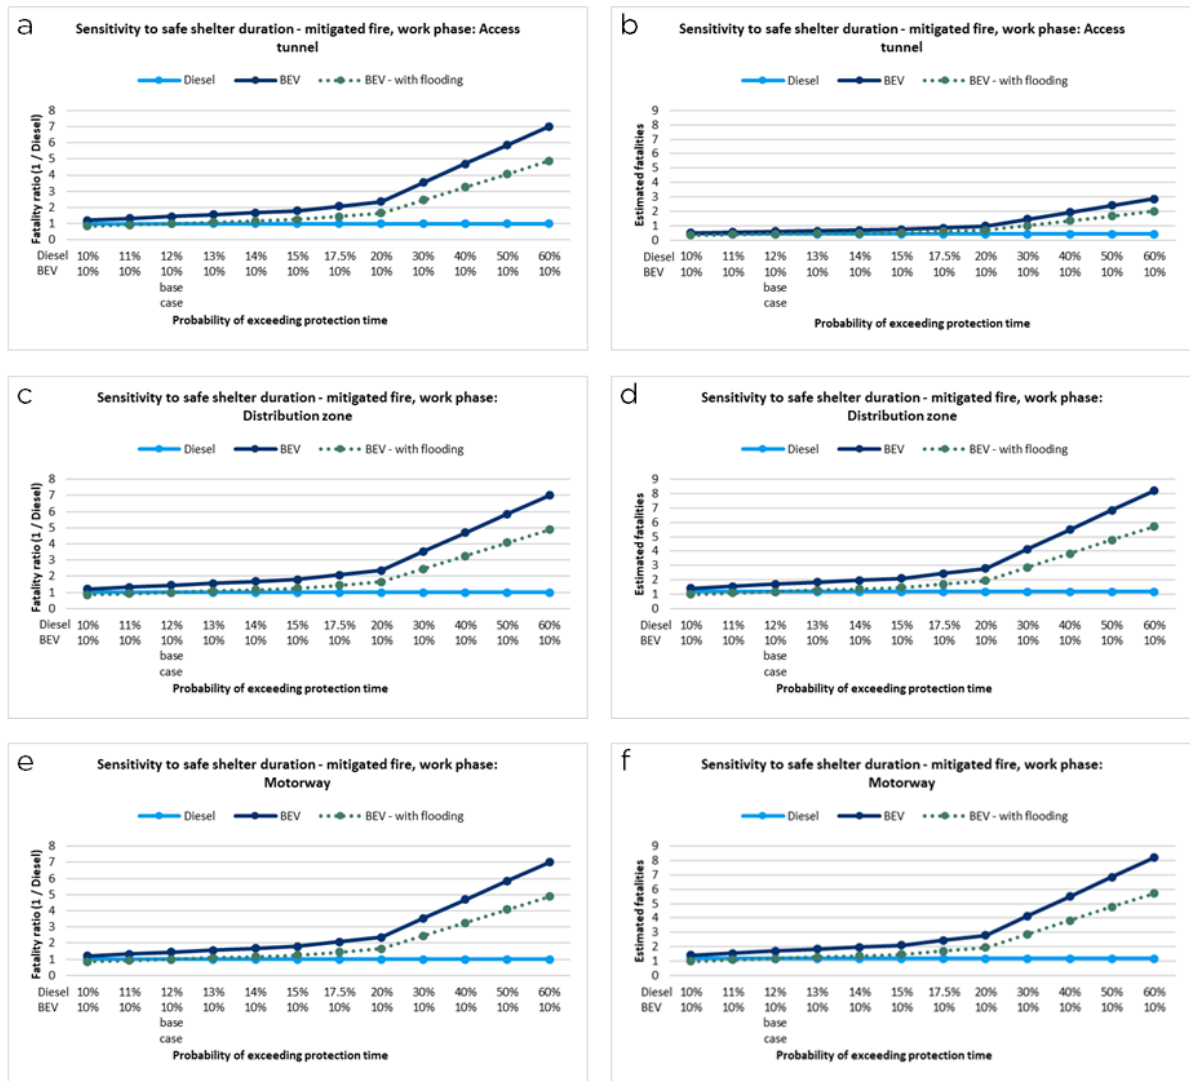 a
Sensitivity to safe shelter duration - mitigated fire, work phase: Access
tunnel
Diesel BEV BEV - with flooding
Fatality ratio (1 / Diesel)
8
7
6
5
4
3
2
1
0
Diesel 10% 11% 12% 13% 14% 15% 17.5% 20% 30% 40% 50% 60%
BEV 10% 10% 10% 10% 10% 10% 10% 10% 10% 10% 10% 10%
base
case
Probability of exceeding protection time
b
Sensitivity to safe shelter duration - mitigated fire, work phase: Access
tunnel
Diesel BEV BEV - with flooding
Estimated fatalities
9
8
7
6
5
4
3
2
1
0
Diesel 10% 11% 12% 13% 14% 15% 17.5% 20% 30% 40% 50% 60%
BEV 10% 10% 10% 10% 10% 10% 10% 10% 10% 10% 10% 10%
base
case
Probability of exceeding protection time
c
Sensitivity to safe shelter duration - mitigated fire, work phase:
Distribution zone
Diesel BEV BEV - with flooding
Fatality ratio (1 / Diesel)
8
7
6
5
4
3
2
1
0
Diesel 10% 11% 12% 13% 14% 15% 17.5% 20% 30% 40% 50% 60%
BEV 10% 10% 10% 10% 10% 10% 10% 10% 10% 10% 10% 10%
base
case
Probability of exceeding protection time
d
Sensitivity to safe shelter duration - mitigated fire, work phase:
Distribution zone
Diesel BEV BEV - with flooding
Estimated fatalities
9
8
7
6
5
4
3
2
1
0
Diesel 10% 11% 12% 13% 14% 15% 17.5% 20% 30% 40% 50% 60%
BEV 10% 10% 10% 10% 10% 10% 10% 10% 10% 10% 10% 10%
base
case
Probability of exceeding protection time
e
Sensitivity to safe shelter duration - mitigated fire, work phase:
Motorway
Diesel BEV BEV - with flooding
Fatality ratio (1 / Diesel)
8
7
6
5
4
3
2
1
0
Diesel 10% 11% 12% 13% 14% 15% 17.5% 20% 30% 40% 50% 60%
BEV 10% 10% 10% 10% 10% 10% 10% 10% 10% 10% 10% 10%
base
case
Probability of exceeding protection time
f
Sensitivity to safe shelter duration - mitigated fire, work phase:
Motorway
Diesel BEV BEV - with flooding
Estimated fatalities
9
8
7
6
5
4
3
2
1
0
Diesel 10% 11% 12% 13% 14% 15% 17.5% 20% 30% 40% 50% 60%
BEV 10% 10% 10% 10% 10% 10% 10% 10% 10% 10% 10% 10%
base
case
Probability of exceeding protection time